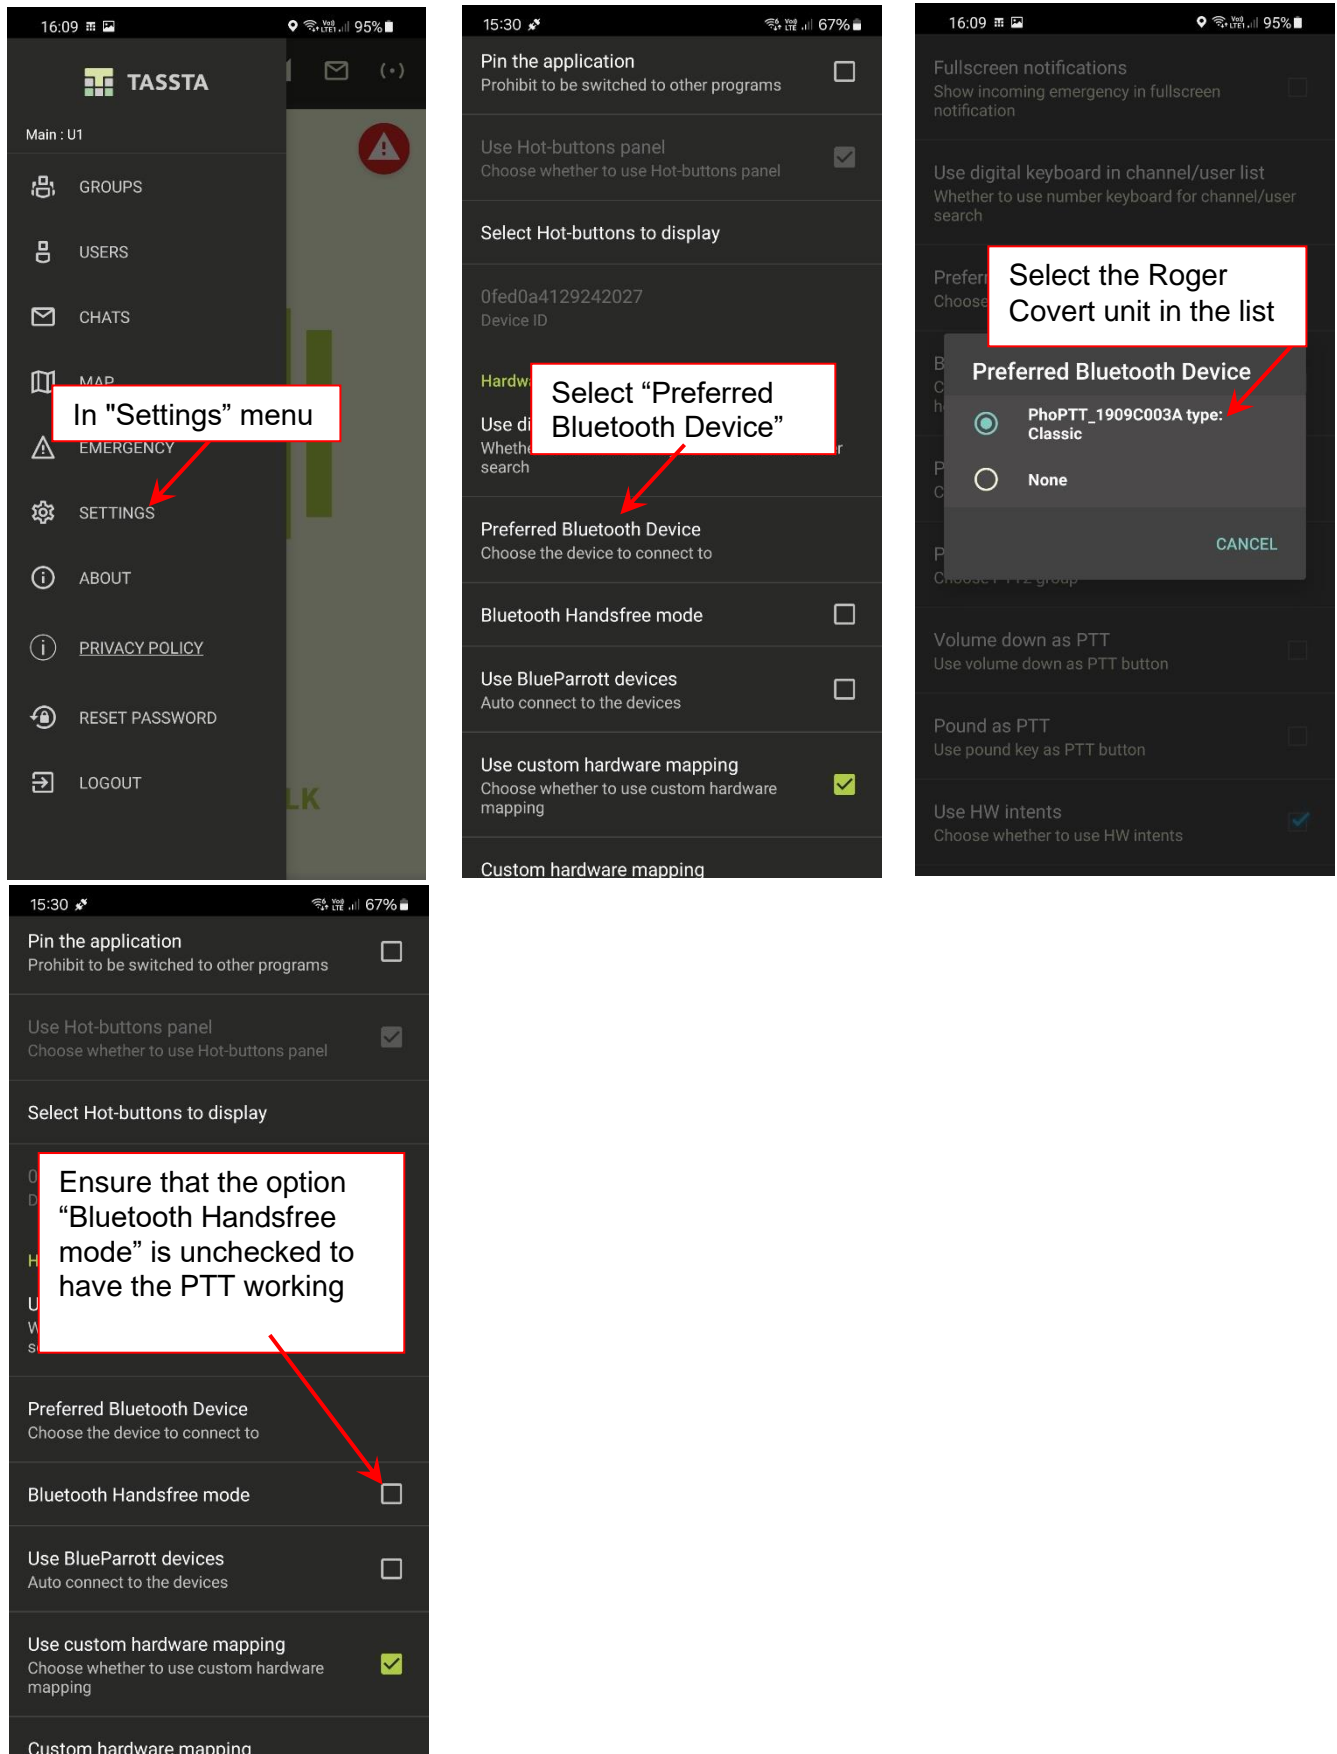 16:09
95%
TASSTA
Main : U1
GROUPS
USERS
CHATS
MAP
In "Settings” menu
EMERGENCY
SETTINGS
ABOUT
PRIVACY POLICY
RESET PASSWORD
LOGOUT
LK
15:30
67%
Pin the application
Prohibit to be switched to other programs
Use Hot-buttons panel
Choose whether to use Hot-buttons panel
Select Hot-buttons to display
0fed0a4129242027
Device ID
Hardw
Select “Preferred
Bluetooth Device”
Use di
Whethe
r
search
Preferred Bluetooth Device
Choose the device to connect to
Bluetooth Handsfree mode
Use BlueParrott devices
Auto connect to the devices
Use custom hardware mapping
Choose whether to use custom hardware
mapping
Custom hardware mapping
16:09
95%
Fullscreen notifications
Show incoming emergency in fullscreen
notification
Use digital keyboard in channel/user list
Whether to use number keyboard for channel/user
search
Preferr
Choose
Select the Roger
Covert unit in the list
Preferred Bluetooth Device
PhoPTT_1909C003A type:
Classic
None
CANCEL
Volume down as PTT
Use volume down as PTT button
Pound as PTT
Use pound key as PTT button
Use HW intents
Choose whether to use HW intents
15:30
67%
Pin the application
Prohibit to be switched to other programs
Use Hot-buttons panel
Choose whether to use Hot-buttons panel
Select Hot-buttons to display
Ensure that the option
“Bluetooth Handsfree
mode” is unchecked to
have the PTT working
Preferred Bluetooth Device
Choose the device to connect to
Bluetooth Handsfree mode
Use BlueParrott devices
Auto connect to the devices
Use custom hardware mapping
Choose whether to use custom hardware
mapping
Custom hardware mapping